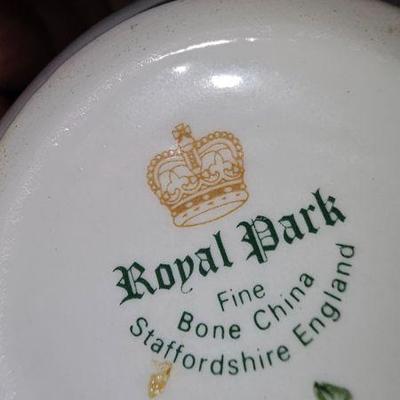 Royal Park
Fine
Bone China
Staffordshire England